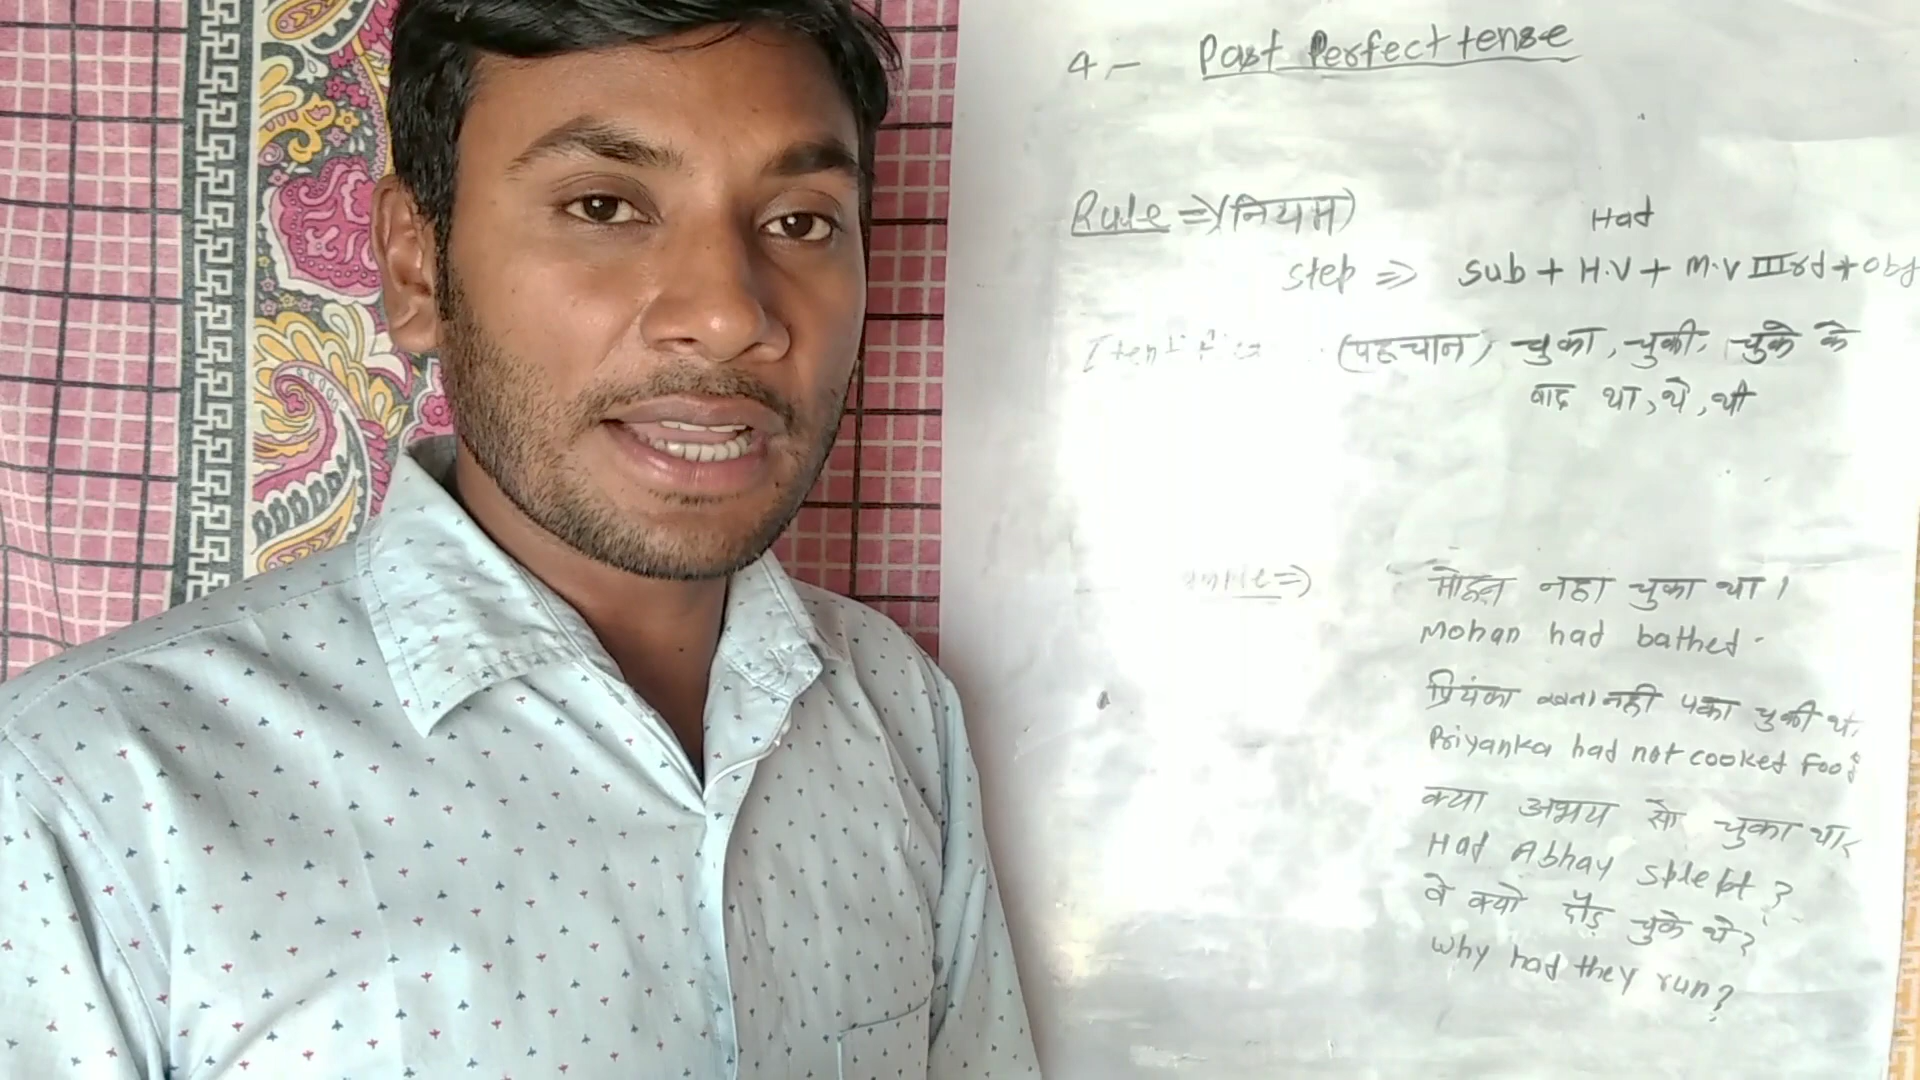 4 - Past Perfect tense
Rule ⇒ (नियम)
Had
Step ⇒ Sub + H.V + M.V IIIrd + Obj
(पहचान) चुका, चुकी, चुके के
बाद था, थे, थी
मोहन नहा चुका था।
Mohan had bathed.
प्रियंका खाना नही पका चुकी थी
Priyanka had not cooked Food
क्या अभय सो चुका था
Had Abhay splept ?
वे क्यो दौड़ चुके थे?
Why had they run?